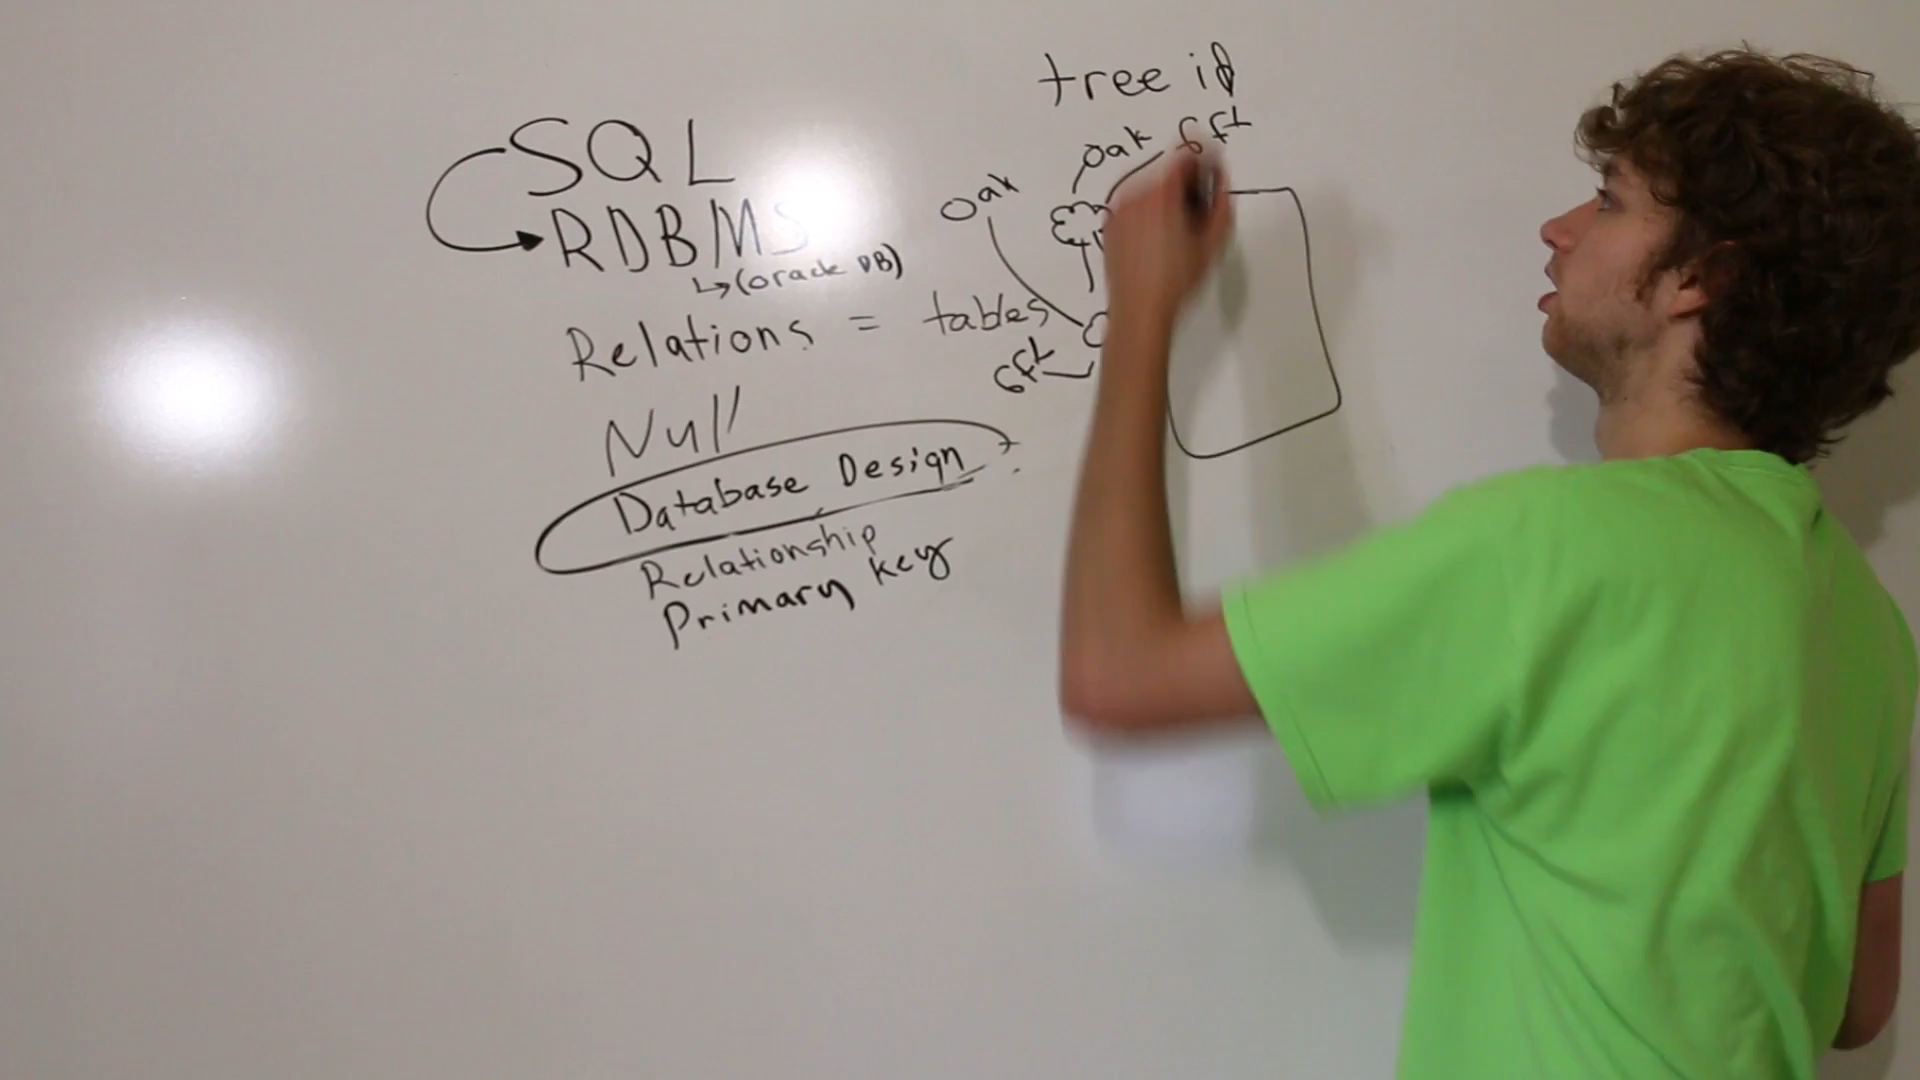 SQL
RDBMS
↳(oracle DB)
Relations = tables
Null
Database Design
Relationship
Primary key
tree id
oak 6ft
oak
6ft